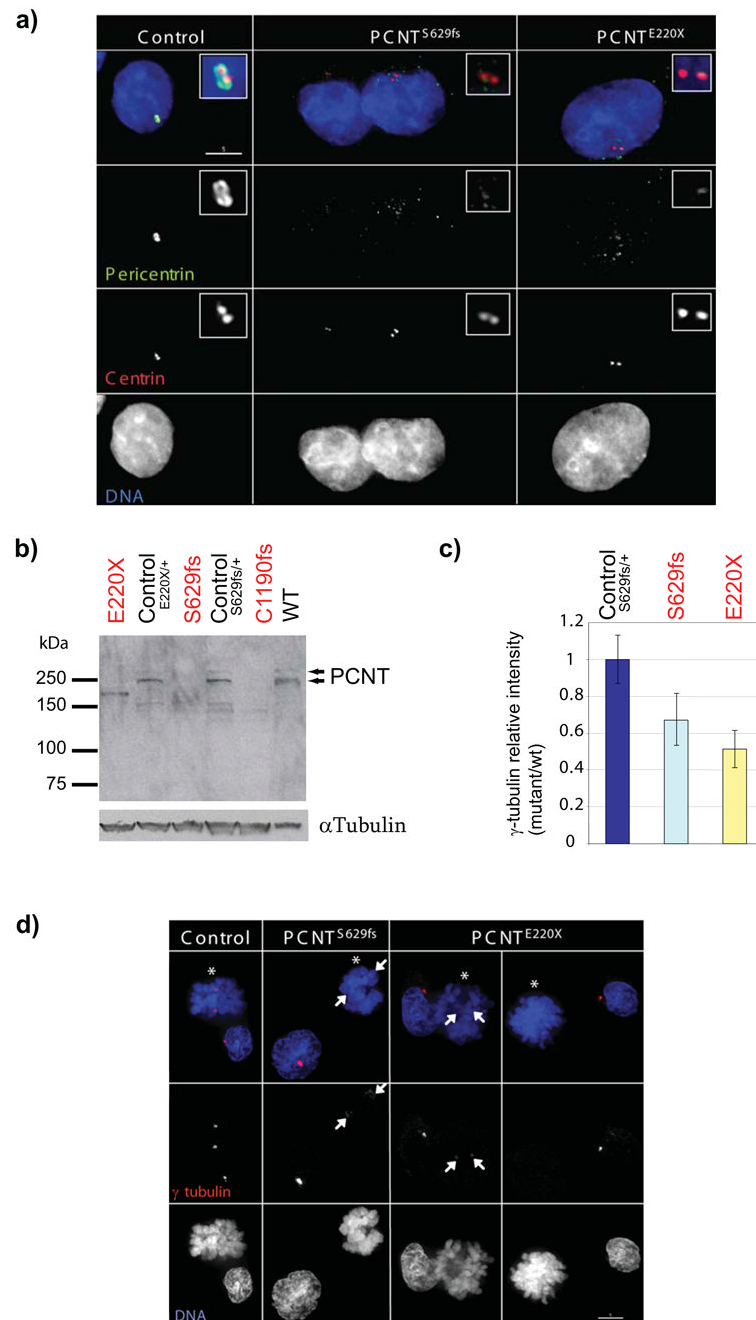 a)
Control PCNT S629fs PCNT E220X
Pericentrin
Centrin
DNA
b)
E220X
Control E220X/+
S629fs
Control S629fs/+
C1190fs
WT
kDa
250
150
100
75
PCNT
αTubulin
c)
Control S629fs/+
S629fs
E220X
γ-tubulin relative intensity
(mutant/wt)
1.2
1
0.8
0.6
0.4
0.2
0
d)
Control PCNT S629fs PCNT E220X
*
*
*
*
γ tubulin
DNA